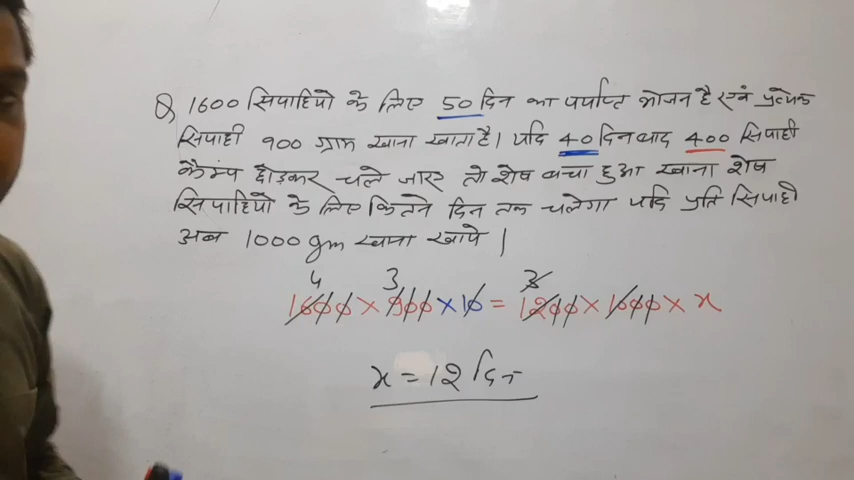 Q 1600 सिपाहियो के लिए 50 दिन का पर्याप्त भोजन है एवं प्रत्येक
सिपाही 900 ग्राम खाना खाता है। यदि 40 दिन बाद 400 सिपाही
कैम्प छोड़कर चले जाए तो शेष बचा हुआ खाना शेष
सिपाहियो के लिए कितने दिन तक चलेगा यदि प्रति सिपाही
अब 1000 gm खाना खाये |
4 3 3
1600 × 900 × 10 = 1200 × 1000 × x
x = 12 दिन